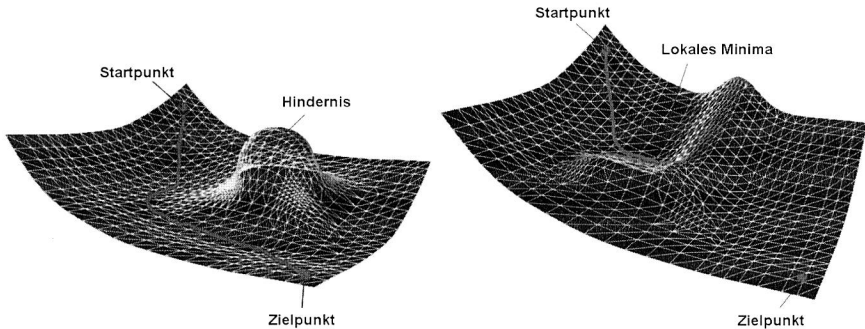 Startpunkt
Hindernis
Zielpunkt
Startpunkt
Lokales Minima
Zielpunkt